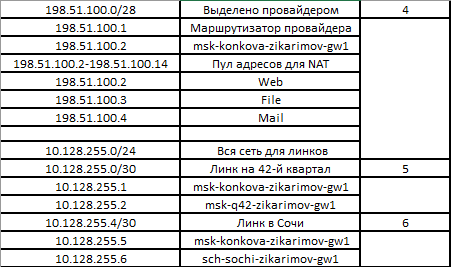 198.51.100.0/28 Выделено провайдером 4
198.51.100.1 Маршрутизатор провайдера
198.51.100.2 msk-konkova-zikarimov-gw1
198.51.100.2-198.51.100.14 Пул адресов для NAT
198.51.100.2 Web
198.51.100.3 File
198.51.100.4 Mail
10.128.255.0/24 Вся сеть для линков
10.128.255.0/30 Линк на 42-й квартал 5
10.128.255.1 msk-konkova-zikarimov-gw1
10.128.255.2 msk-q42-zikarimov-gw1
10.128.255.4/30 Линк в Сочи 6
10.128.255.5 msk-konkova-zikarimov-gw1
10.128.255.6 sch-sochi-zikarimov-gw1